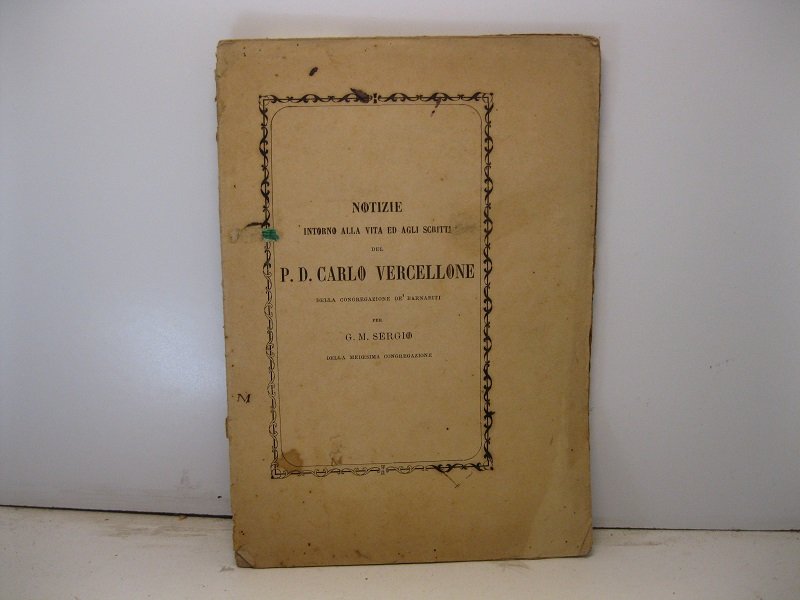 NOTIZIE
INTORNO ALLA VITA ED AGLI SCRITTI
DEL
P. D. CARLO VERCELLONE
DELLA CONGREGAZIONE DE' BARNABITI
PER
G. M. SERGIO
DELLA MEDESIMA CONGREGAZIONE
M
M